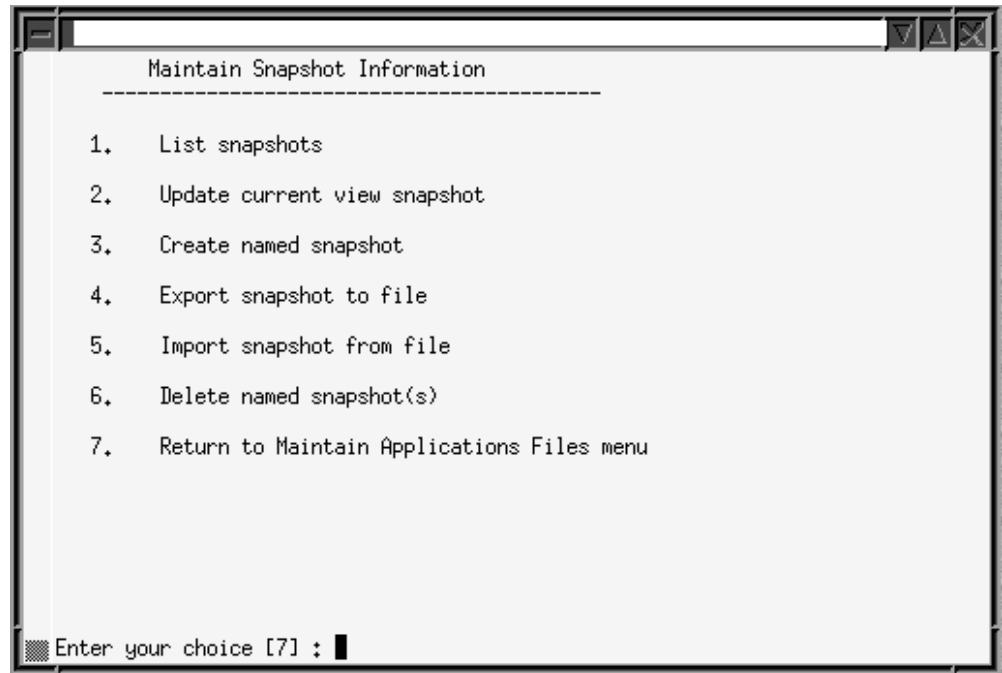 Maintain Snapshot Information
-------------------------------------------
1. List snapshots
2. Update current view snapshot
3. Create named snapshot
4. Export snapshot to file
5. Import snapshot from file
6. Delete named snapshot(s)
7. Return to Maintain Applications Files menu
Enter your choice [7] :